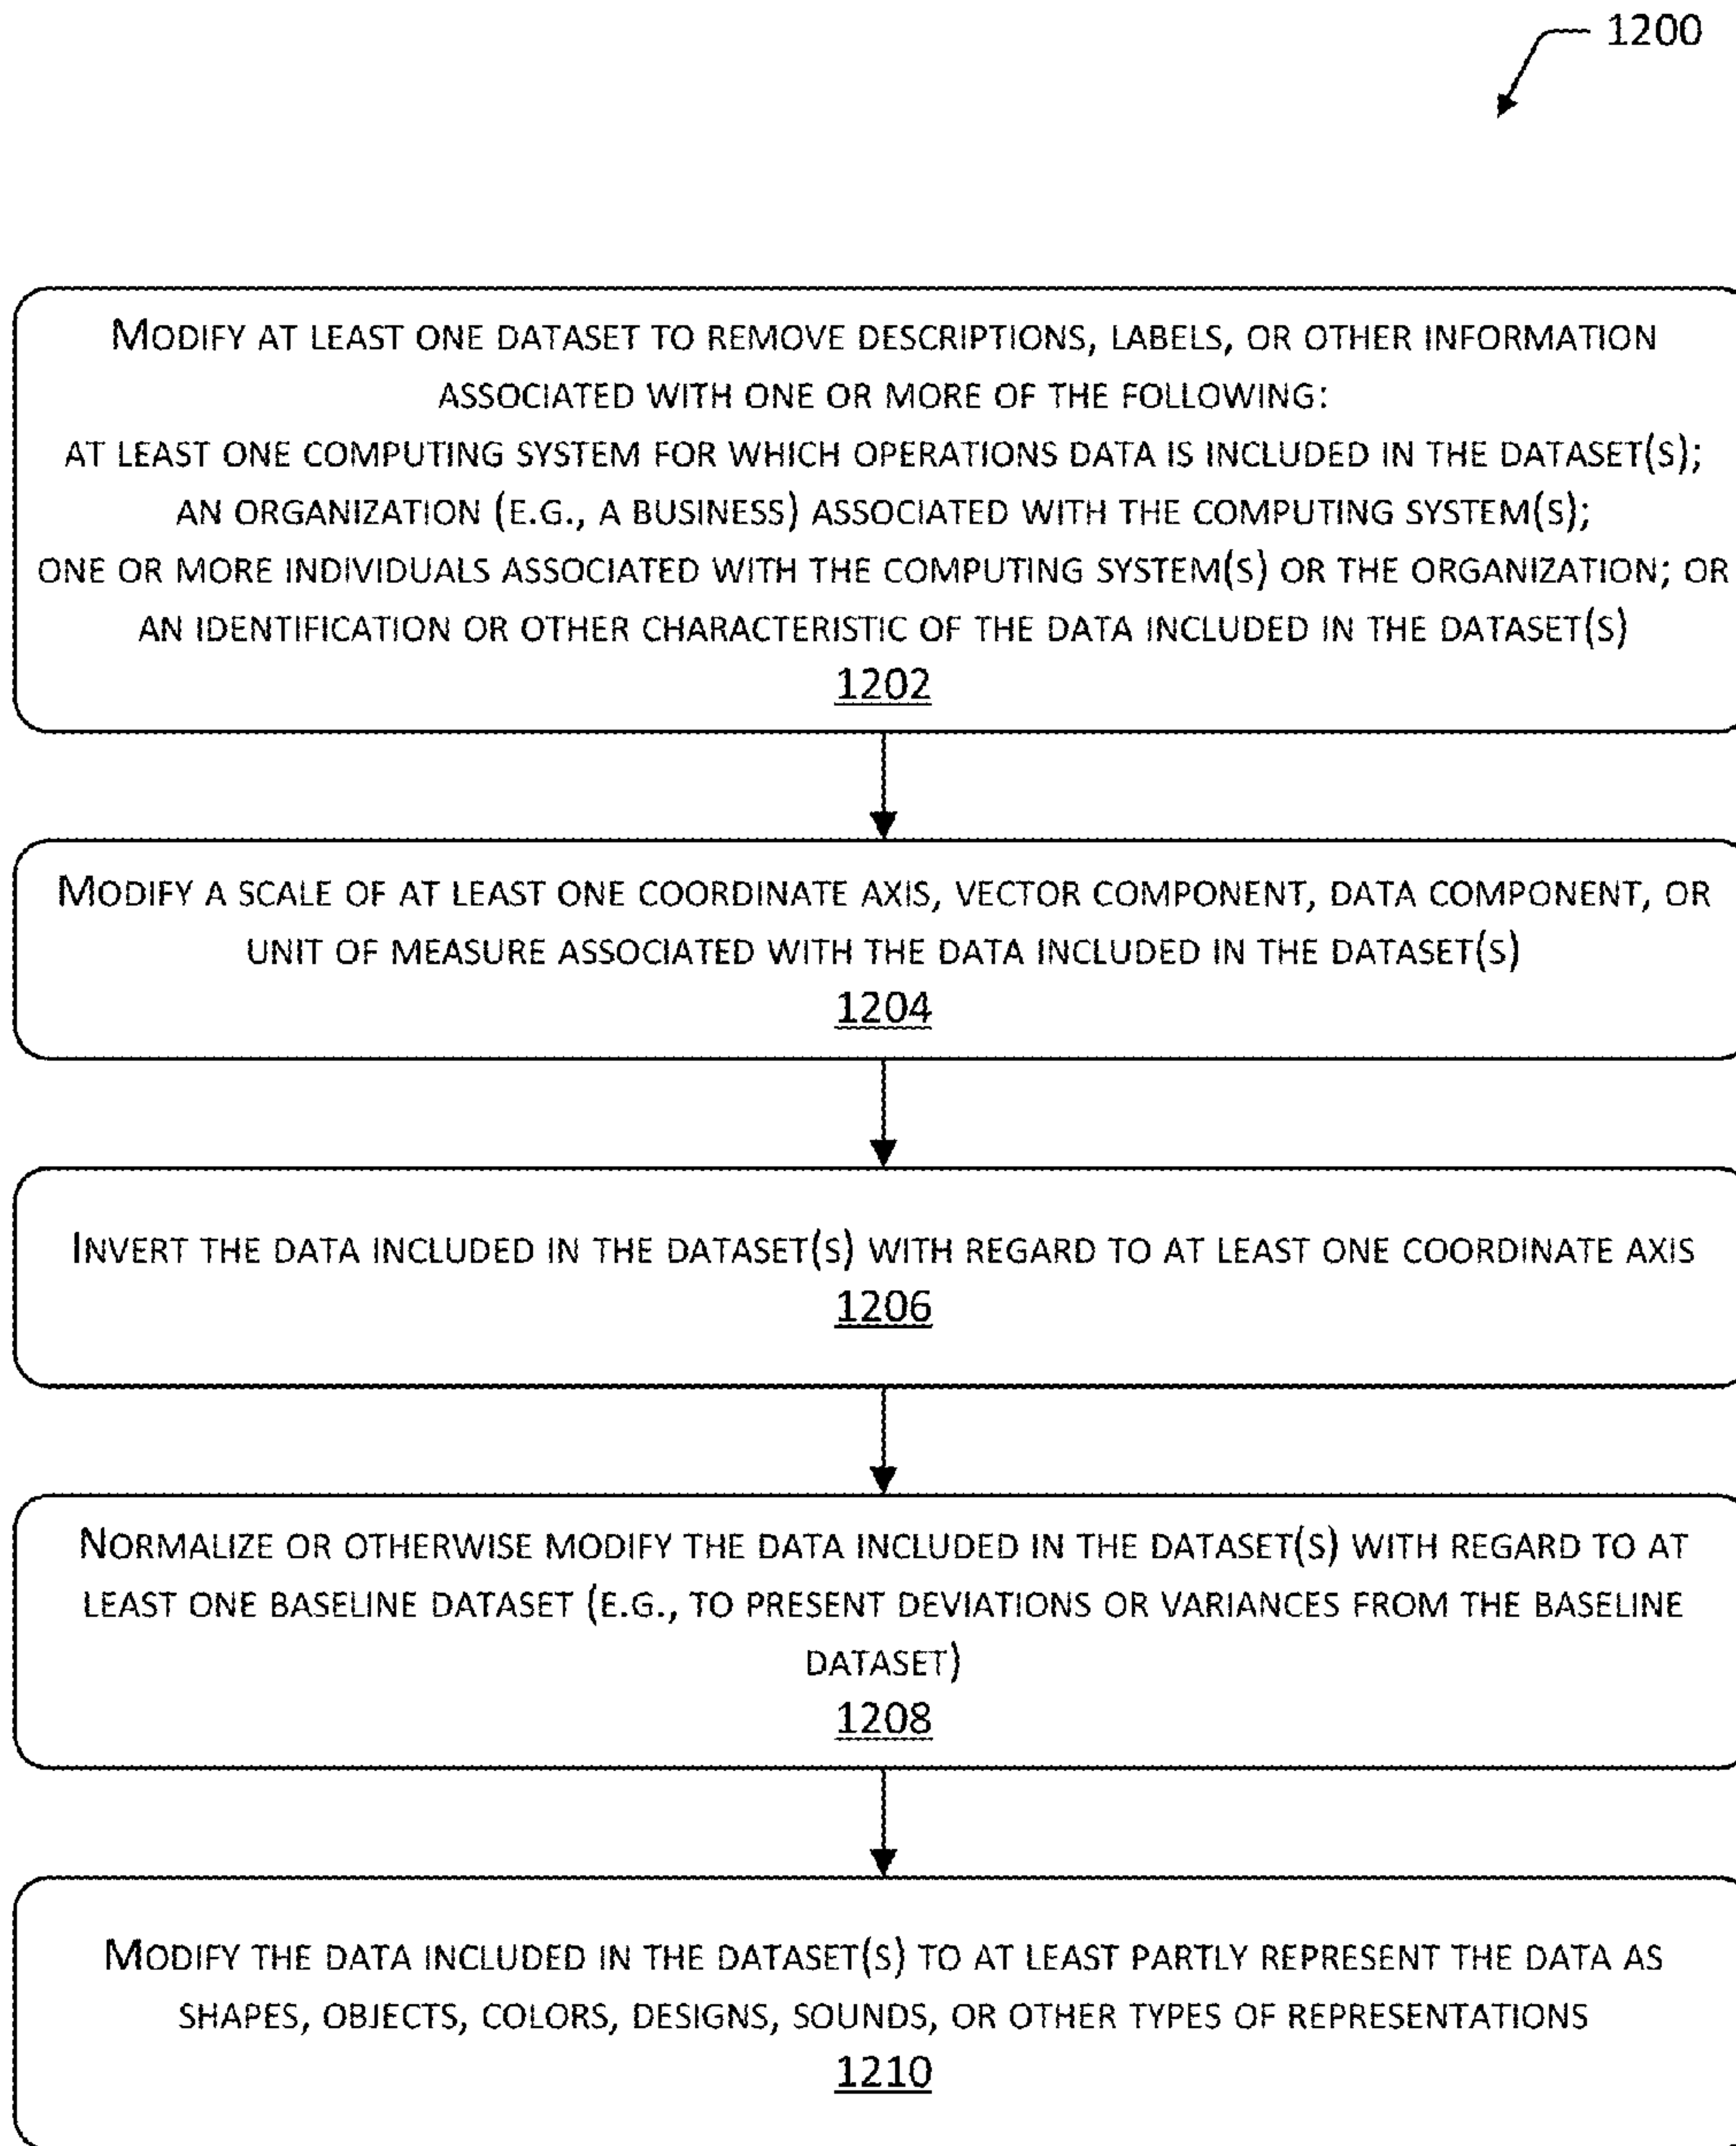 1200
MODIFY AT LEAST ONE DATASET TO REMOVE DESCRIPTIONS, LABELS, OR OTHER INFORMATION
ASSOCIATED WITH ONE OR MORE OF THE FOLLOWING:
AT LEAST ONE COMPUTING SYSTEM FOR WHICH OPERATIONS DATA IS INCLUDED IN THE DATASET(S);
AN ORGANIZATION (E.G., A BUSINESS) ASSOCIATED WITH THE COMPUTING SYSTEM(S);
ONE OR MORE INDIVIDUALS ASSOCIATED WITH THE COMPUTING SYSTEM(S) OR THE ORGANIZATION; OR
AN IDENTIFICATION OR OTHER CHARACTERISTIC OF THE DATA INCLUDED IN THE DATASET(S)
1202
MODIFY A SCALE OF AT LEAST ONE COORDINATE AXIS, VECTOR COMPONENT, DATA COMPONENT, OR
UNIT OF MEASURE ASSOCIATED WITH THE DATA INCLUDED IN THE DATASET(S)
1204
INVERT THE DATA INCLUDED IN THE DATASET(S) WITH REGARD TO AT LEAST ONE COORDINATE AXIS
1206
NORMALIZE OR OTHERWISE MODIFY THE DATA INCLUDED IN THE DATASET(S) WITH REGARD TO AT
LEAST ONE BASELINE DATASET (E.G., TO PRESENT DEVIATIONS OR VARIANCES FROM THE BASELINE
DATASET)
1208
MODIFY THE DATA INCLUDED IN THE DATASET(S) TO AT LEAST PARTLY REPRESENT THE DATA AS
SHAPES, OBJECTS, COLORS, DESIGNS, SOUNDS, OR OTHER TYPES OF REPRESENTATIONS
1210